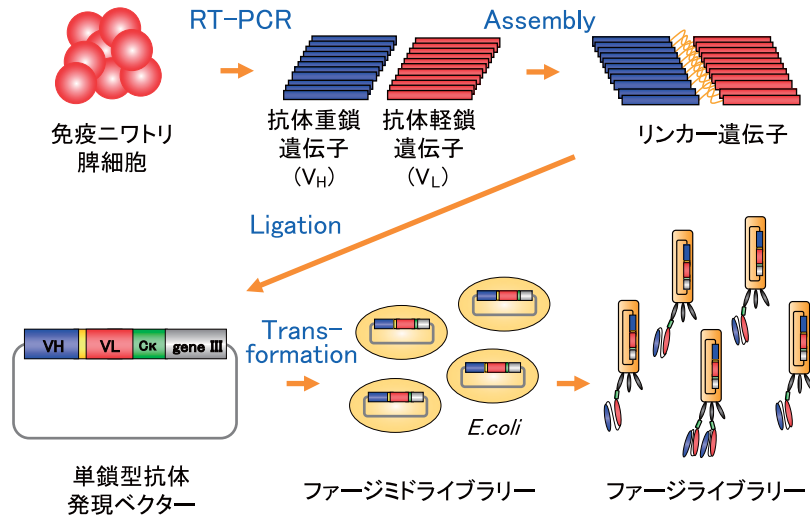 RT-PCR
Assembly
免疫ニワトリ
脾細胞
抗体重鎖
遺伝子
(VH)
抗体軽鎖
遺伝子
(VL)
リンカー遺伝子
Ligation
VH
VL
Cκ
gene III
Trans-
formation
E.coli
単鎖型抗体
発現ベクター
ファージミドライブラリー
ファージライブラリー